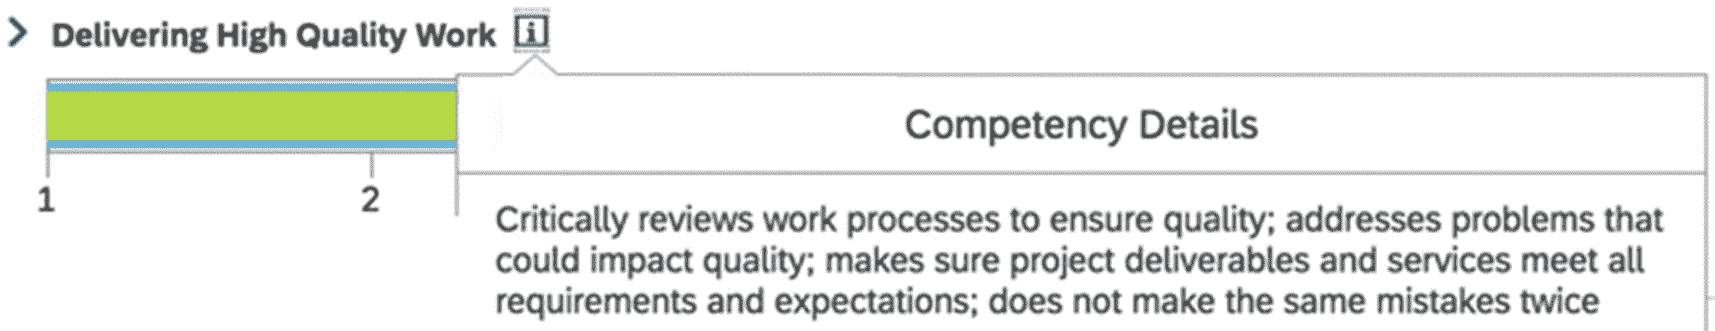 Delivering High Quality Work
1 2
Competency Details
Critically reviews work processes to ensure quality; addresses problems that
could impact quality; makes sure project deliverables and services meet all
requirements and expectations; does not make the same mistakes twice